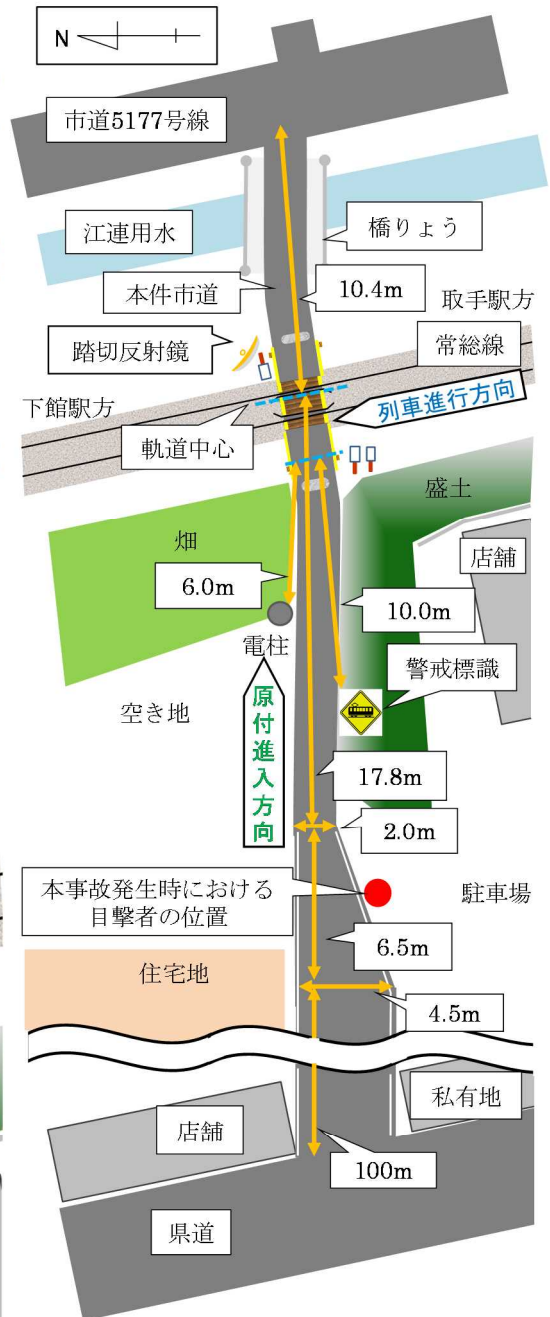 N
市道5177号線
江連用水
橋りょう
本件市道
10.4m
取手駅方
踏切反射鏡
常総線
下館駅方
列車進行方向
軌道中心
盛土
畑
店舗
6.0m
10.0m
電柱
警戒標識
空き地
原付進入方向
17.8m
2.0m
本事故発生時における
目撃者の位置
駐車場
6.5m
住宅地
4.5m
私有地
店舗
100m
県道